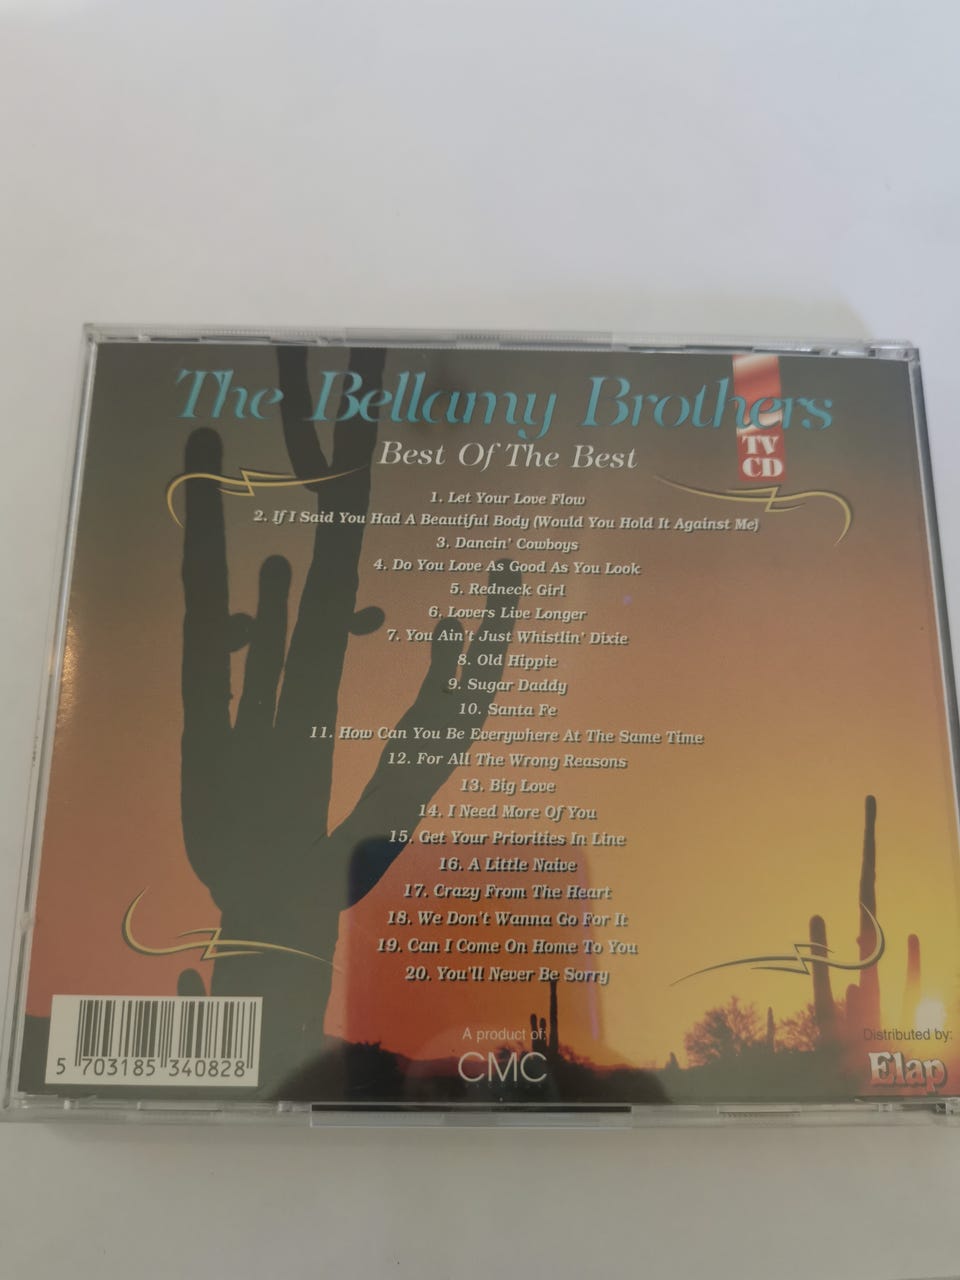 The Bellamy Brothers
Best Of The Best
TV
CD
1. Let Your Love Flow
2. If I Said You Had A Beautiful Body (Would You Hold It Against Me)
3. Dancin' Cowboys
4. Do You Love As Good As You Look
5. Redneck Girl
6. Lovers Live Longer
7. You Ain't Just Whistlin' Dixie
8. Old Hippie
9. Sugar Daddy
10. Santa Fe
11. How Can You Be Everywhere At The Same Time
12. For All The Wrong Reasons
13. Big Love
14. I Need More Of You
15. Get Your Priorities In Line
16. A Little Naive
17. Crazy From The Heart
18. We Don't Wanna Go For It
19. Can I Come On Home To You
20. You'll Never Be Sorry
A product of:
CMC
Distributed by:
Elap
5 703185 340828